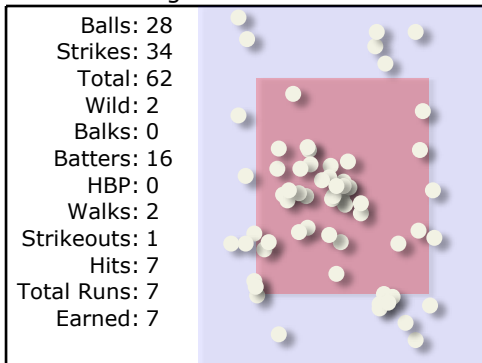 Balls: 28
Strikes: 34
Total: 62
Wild: 2
Balks: 0
Batters: 16
HBP: 0
Walks: 2
Strikeouts: 1
Hits: 7
Total Runs: 7
Earned: 7